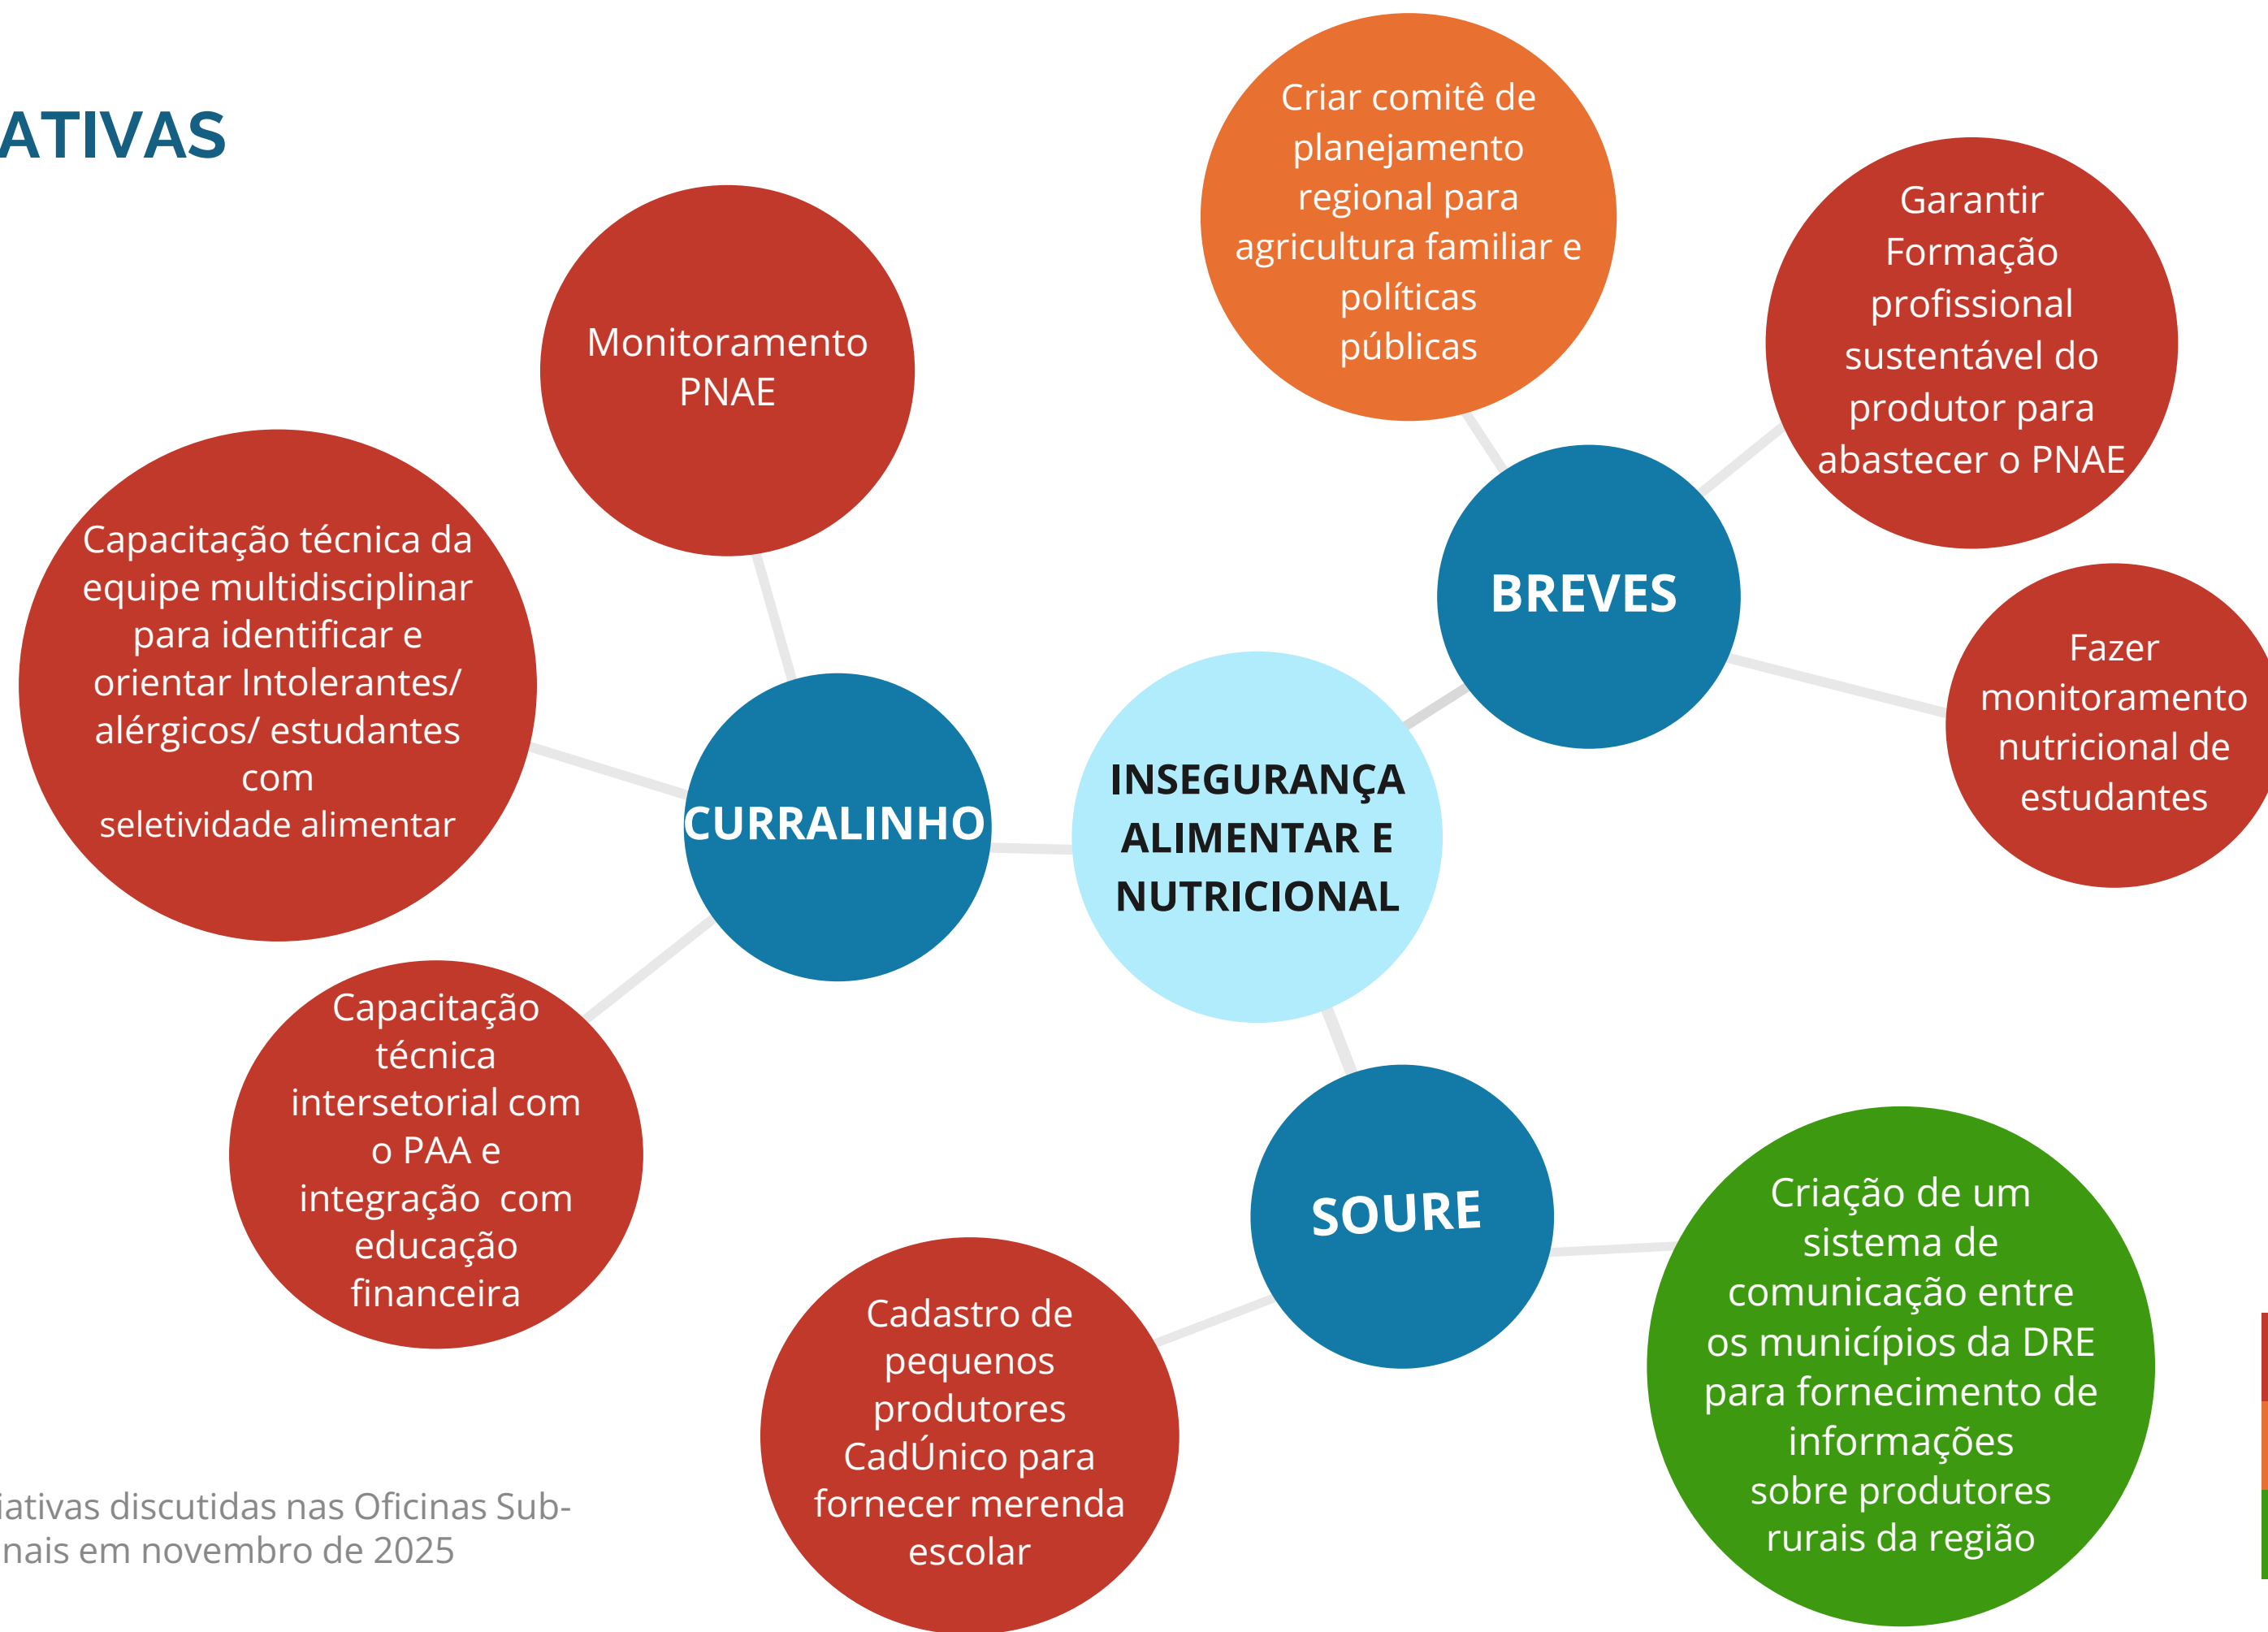 ATIVAS
Criar comitê de
planejamento
regional para
agricultura familiar e
políticas
públicas
Garantir
Formação
profissional
sustentável do
produtor para
abastecer o PNAE
Monitoramento
PNAE
Capacitação técnica da
equipe multidisciplinar
para identificar e
orientar Intolerantes/
alérgicos/ estudantes
com
seletividade alimentar
BREVES
Fazer
monitoramento
nutricional de
estudantes
CURRALINHO
INSEGURANÇA
ALIMENTAR E
NUTRICIONAL
Capacitação
técnica
intersetorial com
o PAA e
integração  com
educação
financeira
SOURE
Criação de um
sistema de
comunicação entre
os municípios da DRE
para fornecimento de
informações
sobre produtores
rurais da região
Cadastro de
pequenos
produtores
CadÚnico para
fornecer merenda
escolar
iativas discutidas nas Oficinas Sub-
nais em novembro de 2025